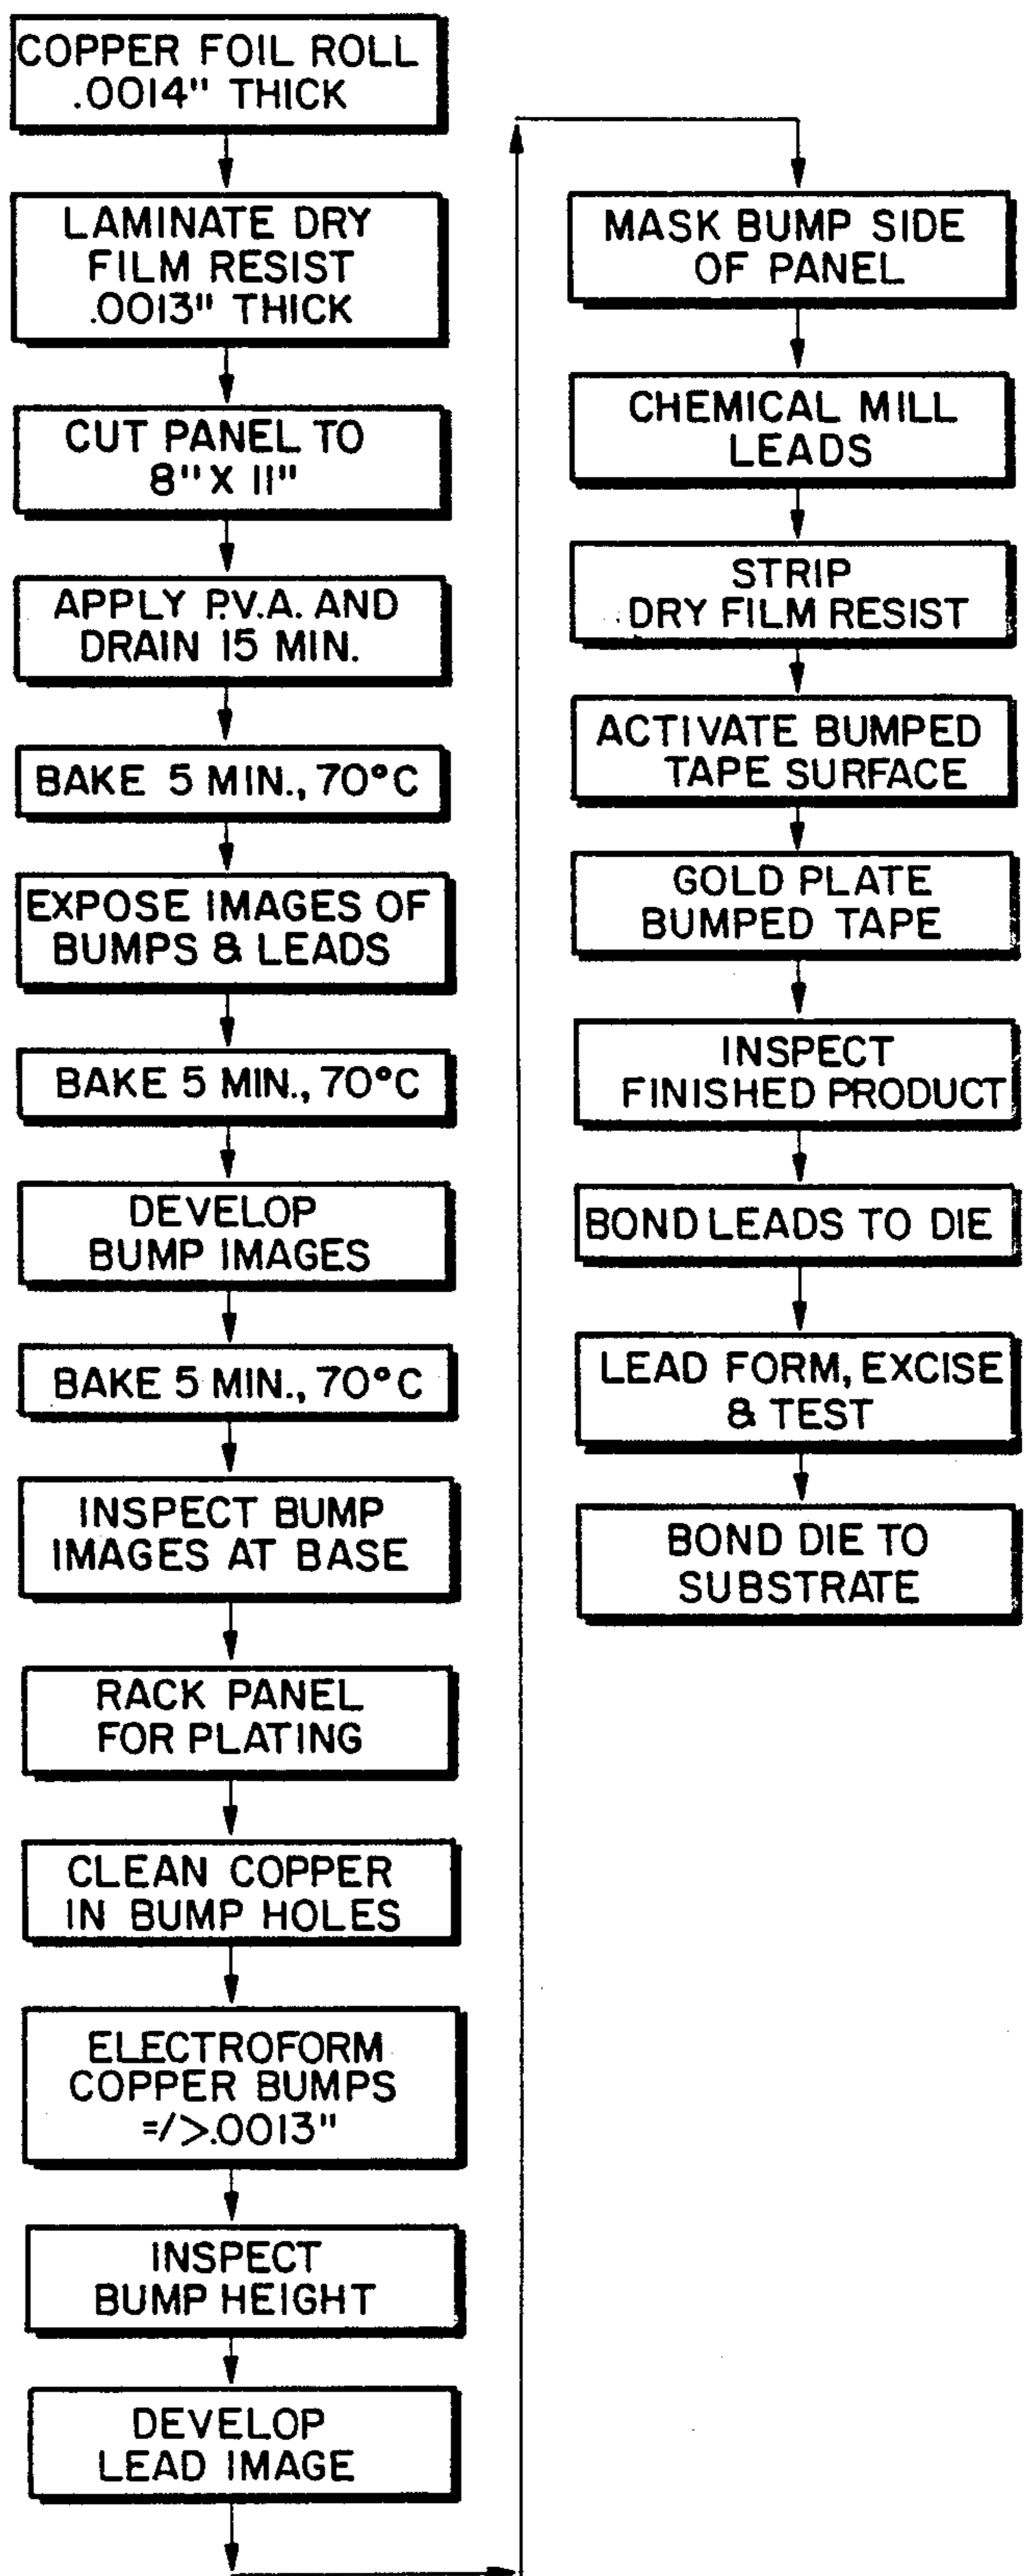 COPPER FOIL ROLL
.0014" THICK
LAMINATE DRY
FILM RESIST
.0013" THICK
CUT PANEL TO
8" X 11"
APPLY P.V.A. AND
DRAIN 15 MIN.
BAKE 5 MIN., 70°C
EXPOSE IMAGES OF
BUMPS & LEADS
BAKE 5 MIN., 70°C
DEVELOP
BUMP IMAGES
BAKE 5 MIN., 70°C
INSPECT BUMP
IMAGES AT BASE
RACK PANEL
FOR PLATING
CLEAN COPPER
IN BUMP HOLES
ELECTROFORM
COPPER BUMPS
=/>.0013"
INSPECT
BUMP HEIGHT
DEVELOP
LEAD IMAGE
MASK BUMP SIDE
OF PANEL
CHEMICAL MILL
LEADS
STRIP
DRY FILM RESIST
ACTIVATE BUMPED
TAPE SURFACE
GOLD PLATE
BUMPED TAPE
INSPECT
FINISHED PRODUCT
BOND LEADS TO DIE
LEAD FORM, EXCISE
& TEST
BOND DIE TO
SUBSTRATE